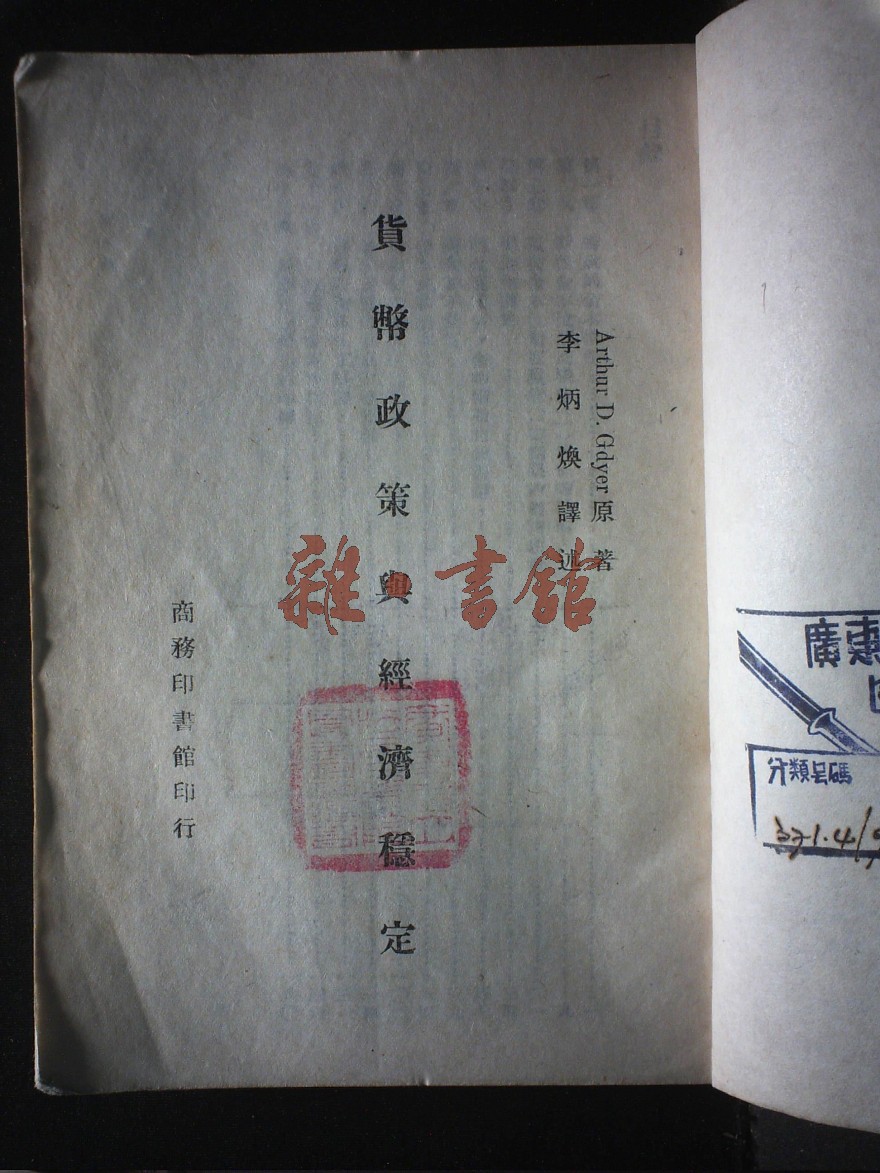 Arthur D. Gdyer 原著
李炳煥譯述
貨幣政策與經濟穩定
商務印書館印行
雜書館
廣東
分類号碼